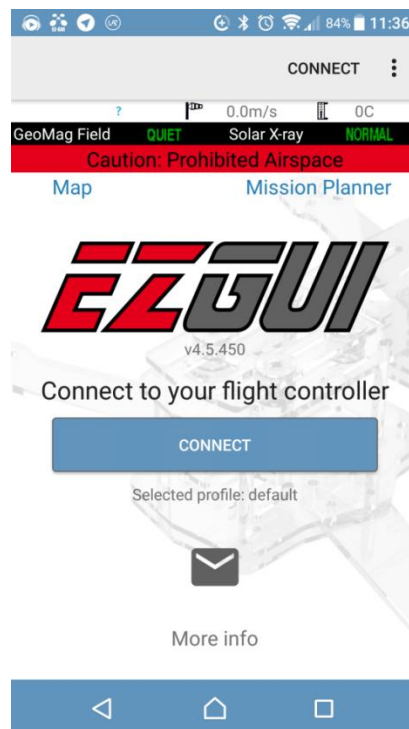 84% 11:36
CONNECT
? 0.0m/s 0C
GeoMag Field QUIET Solar X-ray NORMAL
Caution: Prohibited Airspace
Map Mission Planner
EZGUI
v4.5.450
Connect to your flight controller
CONNECT
Selected profile: default
More info